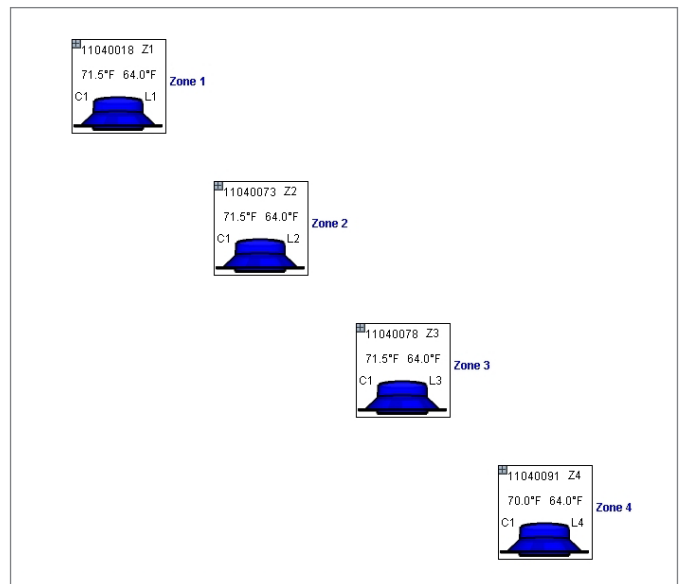 11040018 Z1
71.5°F 64.0°F
C1 L1
Zone 1
11040073 Z2
71.5°F 64.0°F
C1 L2
Zone 2
11040078 Z3
71.5°F 64.0°F
C1 L3
Zone 3
11040091 Z4
70.0°F 64.0°F
C1 L4
Zone 4